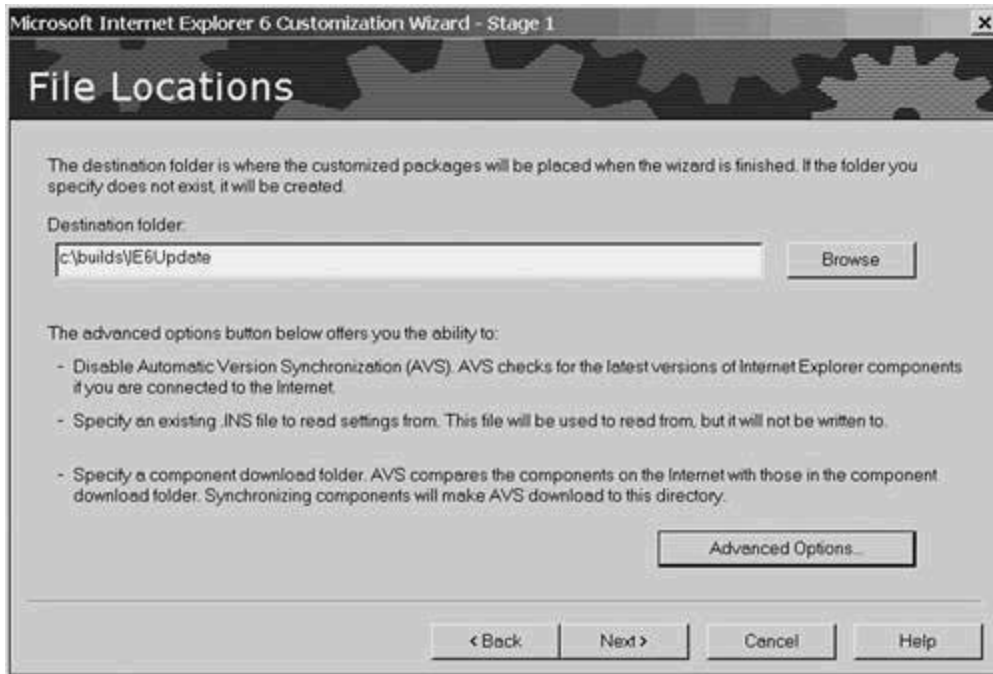 Microsoft Internet Explorer 6 Customization Wizard - Stage 1
File Locations
The destination folder is where the customized packages will be placed when the wizard is finished. If the folder you
specify does not exist, it will be created.
Destination folder:
c:\builds\IE6Update
Browse
The advanced options button below offers you the ability to:
- Disable Automatic Version Synchronization (AVS). AVS checks for the latest versions of Internet Explorer components
if you are connected to the Internet.
- Specify an existing .INS file to read settings from. This file will be used to read from, but it will not be written to.
- Specify a component download folder. AVS compares the components on the Internet with those in the component
download folder. Synchronizing components will make AVS download to this directory.
Advanced Options...
< Back
Next >
Cancel
Help